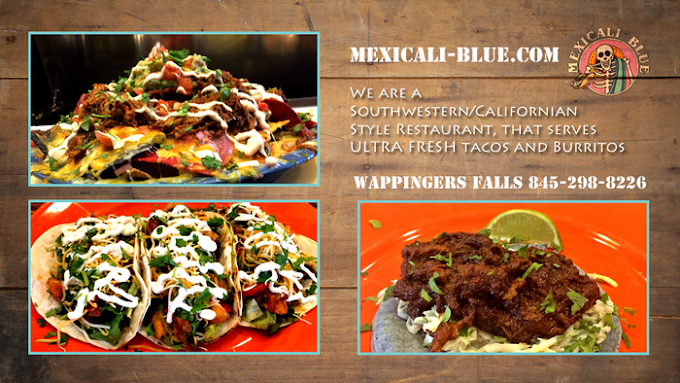 MEXICALI-BLUE.COM
MEXICALI BLUE
WE ARE A
SOUTHWESTERN/CALIFORNIAN
STYLE RESTAURANT, THAT SERVES
ULTRA FRESH TACOS AND BURRITOS
WAPPINGERS FALLS 845-298-8226